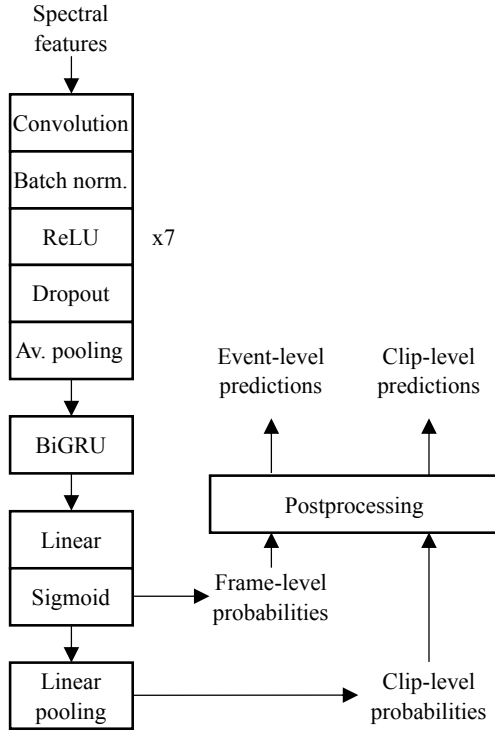 Spectral
features
Convolution
Batch norm.
ReLU
x7
Dropout
Av. pooling
Event-level
predictions
Clip-level
predictions
BiGRU
Postprocessing
Linear
Sigmoid
Frame-level
probabilities
Linear
pooling
Clip-level
probabilities